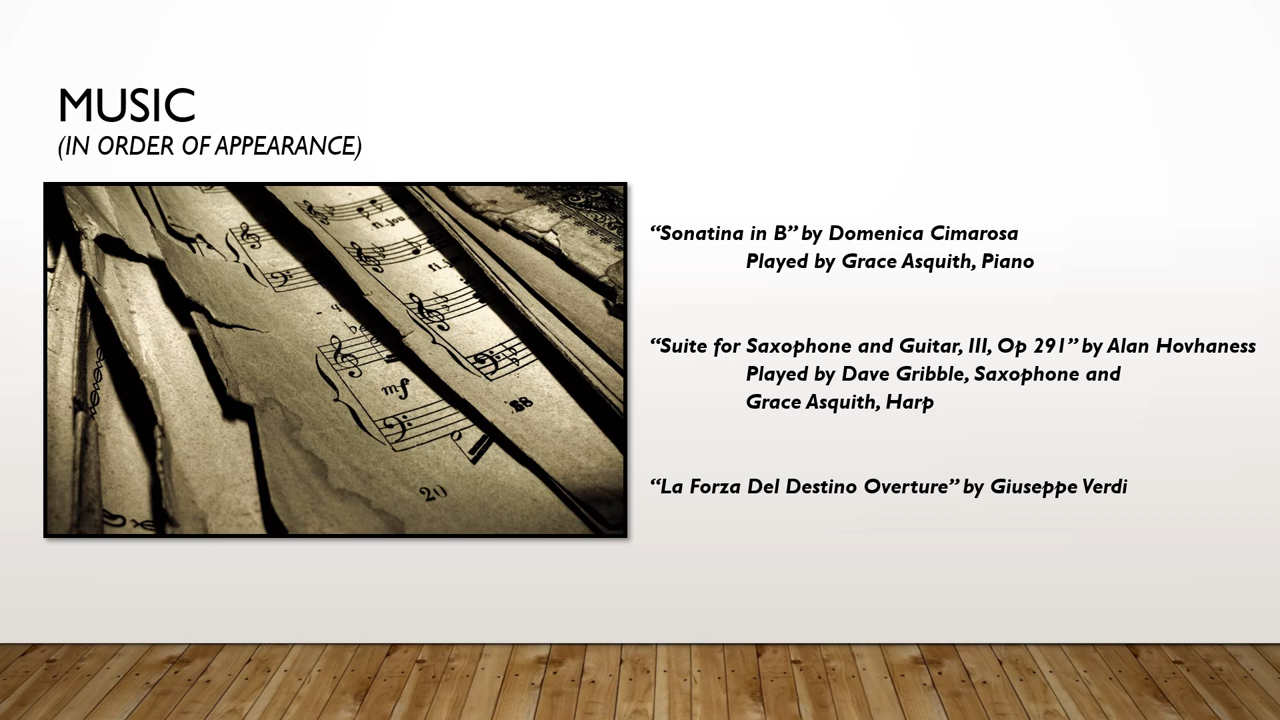 MUSIC
(IN ORDER OF APPEARANCE)
“Sonatina in B” by Domenica Cimarosa
Played by Grace Asquith, Piano
“Suite for Saxophone and Guitar, III, Op 291” by Alan Hovhaness
Played by Dave Gribble, Saxophone and
Grace Asquith, Harp
“La Forza Del Destino Overture” by Giuseppe Verdi
mf
20